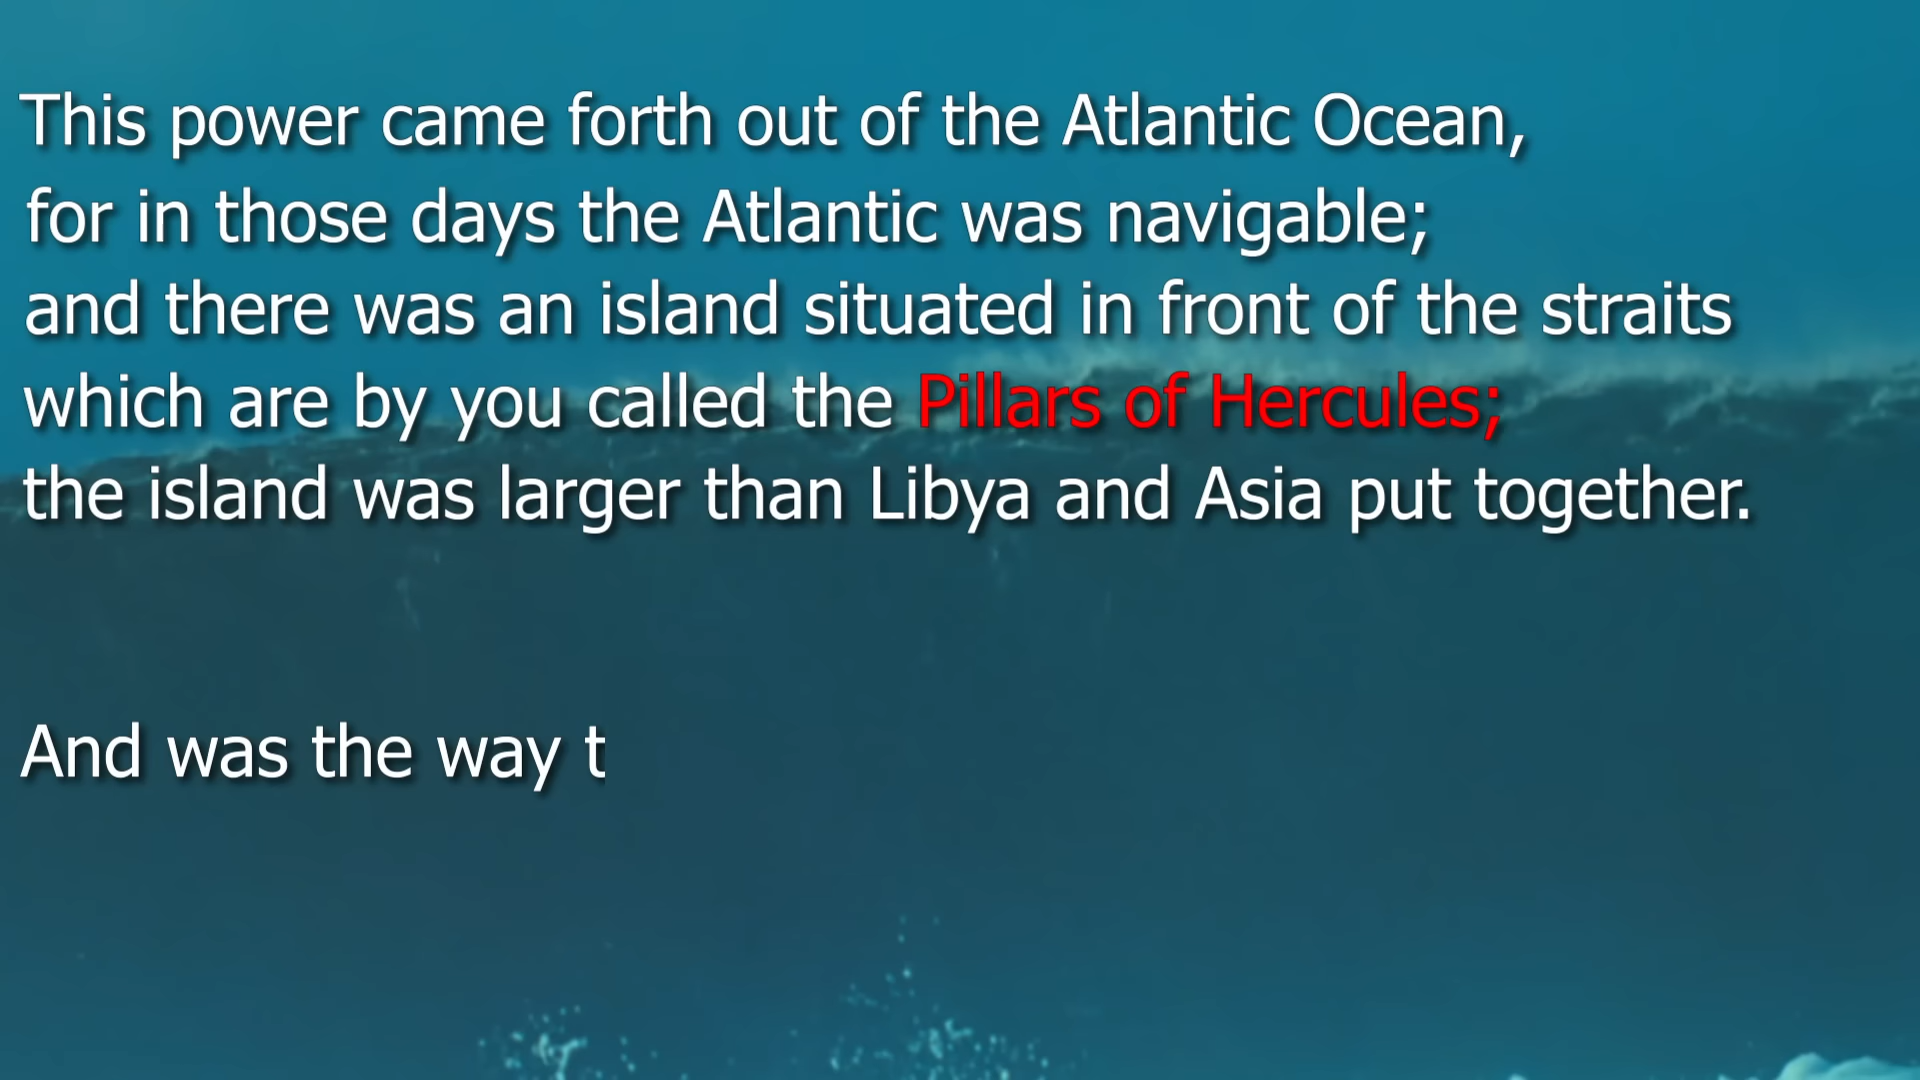 This power came forth out of the Atlantic Ocean,
for in those days the Atlantic was navigable;
and there was an island situated in front of the straits
which are by you called the Pillars of Hercules;
the island was larger than Libya and Asia put together.
And was the way t